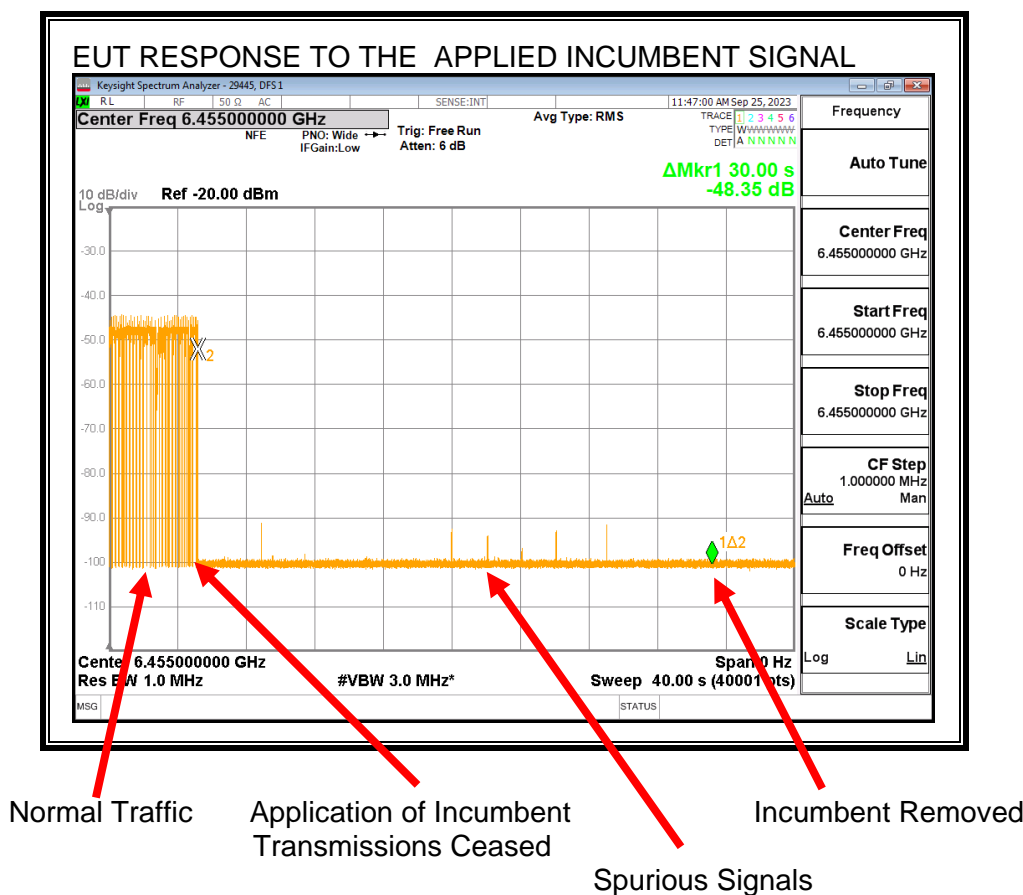 EUT RESPONSE TO THE APPLIED INCUMBENT SIGNAL
Keysight Spectrum Analyzer - 29445, DFS 1
LXI RL RF 50 Ω AC SENSE:INT 11:47:00 AM Sep 25, 2023
Center Freq 6.455000000 GHz
NFE
PNO: Wide
IFGain:Low
Trig: Free Run
Atten: 6 dB
Avg Type: RMS
TRACE 1 2 3 4 5 6
TYPE WWWWWW
DET A N N N N N
ΔMkr1 30.00 s
-48.35 dB
10 dB/div Ref -20.00 dBm
Log
-30.0
-40.0
-50.0
-60.0
-70.0
-80.0
-90.0
-100
-110
X2
1Δ2
Center 6.455000000 GHz Span 0 Hz
Res BW 1.0 MHz #VBW 3.0 MHz* Sweep 40.00 s (40001 pts)
MSG STATUS
Frequency
Auto Tune
Center Freq
6.455000000 GHz
Start Freq
6.455000000 GHz
Stop Freq
6.455000000 GHz
CF Step
1.000000 MHz
Auto Man
Freq Offset
0 Hz
Scale Type
Log Lin
Normal Traffic
Application of Incumbent
Transmissions Ceased
Spurious Signals
Incumbent Removed